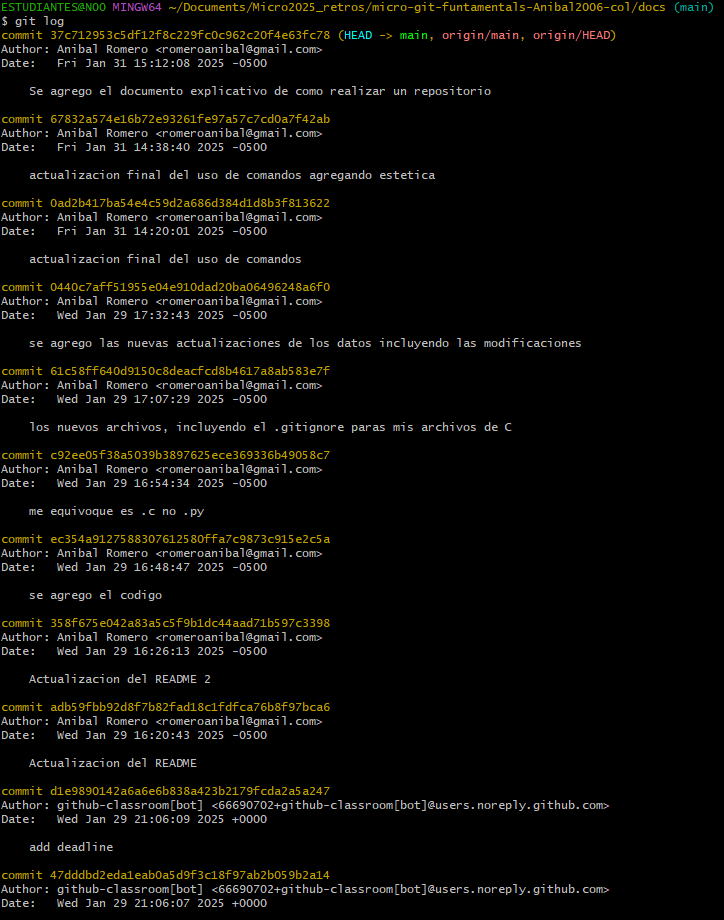 ESTUDIANTES@NOO MINGW64 ~/Documents/Micro2025_retros/micro-git-funtamentals-Anibal2006-col/docs (main)
$ git log
commit 37c712953c5df12f8c229fc0c962c20f4e63fc78 (HEAD -> main, origin/main, origin/HEAD)
Author: Anibal Romero <romeroanibal@gmail.com>
Date:   Fri Jan 31 15:12:08 2025 -0500
    Se agrego el documento explicativo de como realizar un repositorio
commit 67832a574e16b72e93261fe97a57c7cd0a7f42ab
Author: Anibal Romero <romeroanibal@gmail.com>
Date:   Fri Jan 31 14:38:40 2025 -0500
    actualizacion final del uso de comandos agregando estetica
commit 0ad2b417ba54e4c59d2a686d384d1d8b3f813622
Author: Anibal Romero <romeroanibal@gmail.com>
Date:   Fri Jan 31 14:20:01 2025 -0500
    actualizacion final del uso de comandos
commit 0440c7aff51955e04e910dad20ba06496248a6f0
Author: Anibal Romero <romeroanibal@gmail.com>
Date:   Wed Jan 29 17:32:43 2025 -0500
    se agrego las nuevas actualizaciones de los datos incluyendo las modificaciones
commit 61c58ff640d9150c8deacfcd8b4617a8ab583e7f
Author: Anibal Romero <romeroanibal@gmail.com>
Date:   Wed Jan 29 17:07:29 2025 -0500
    los nuevos archivos, incluyendo el .gitignore paras mis archivos de C
commit c92ee05f38a5039b3897625ece369336b49058c7
Author: Anibal Romero <romeroanibal@gmail.com>
Date:   Wed Jan 29 16:54:34 2025 -0500
    me equivoque es .c no .py
commit ec354a9127588307612580ffa7c9873c915e2c5a
Author: Anibal Romero <romeroanibal@gmail.com>
Date:   Wed Jan 29 16:48:47 2025 -0500
    se agrego el codigo
commit 358f675e042a83a5c5f9b1dc44aad71b597c3398
Author: Anibal Romero <romeroanibal@gmail.com>
Date:   Wed Jan 29 16:26:13 2025 -0500
    Actualizacion del README 2
commit adb59fbb92d8f7b82fad18c1fdfca76b8f97bca6
Author: Anibal Romero <romeroanibal@gmail.com>
Date:   Wed Jan 29 16:20:43 2025 -0500
    Actualizacion del README
commit d1e9890142a6a6e6b838a423b2179fcda2a5a247
Author: github-classroom[bot] <66690702+github-classroom[bot]@users.noreply.github.com>
Date:   Wed Jan 29 21:06:09 2025 +0000
    add deadline
commit 47dddbd2eda1eab0a5d9f3c18f97ab2b059b2a14
Author: github-classroom[bot] <66690702+github-classroom[bot]@users.noreply.github.com>
Date:   Wed Jan 29 21:06:07 2025 +0000